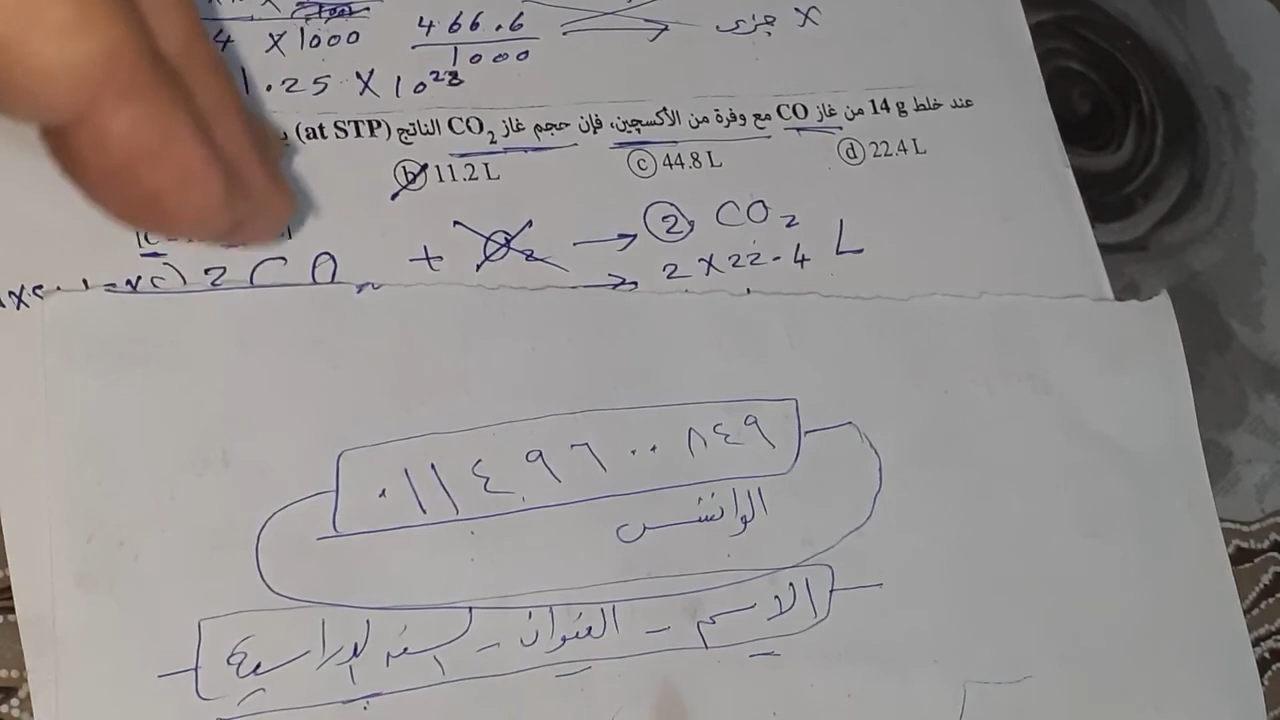 4 × 1000 466.6 / 1000 x جزئ
1.25 × 10²³
عند خلط 14 g من غاز CO مع وفرة من الأكسجين، فإن حجم غاز CO₂ الناتج (at STP)
b 11.2 L c 44.8 L d 22.4 L
2CO + O₂ → 2 CO₂
→ 2 × 22.4 L
٠١١٤٩٦٠٠٨٤٩
الواتس
الاسم - العنوان - السنه الدراسية